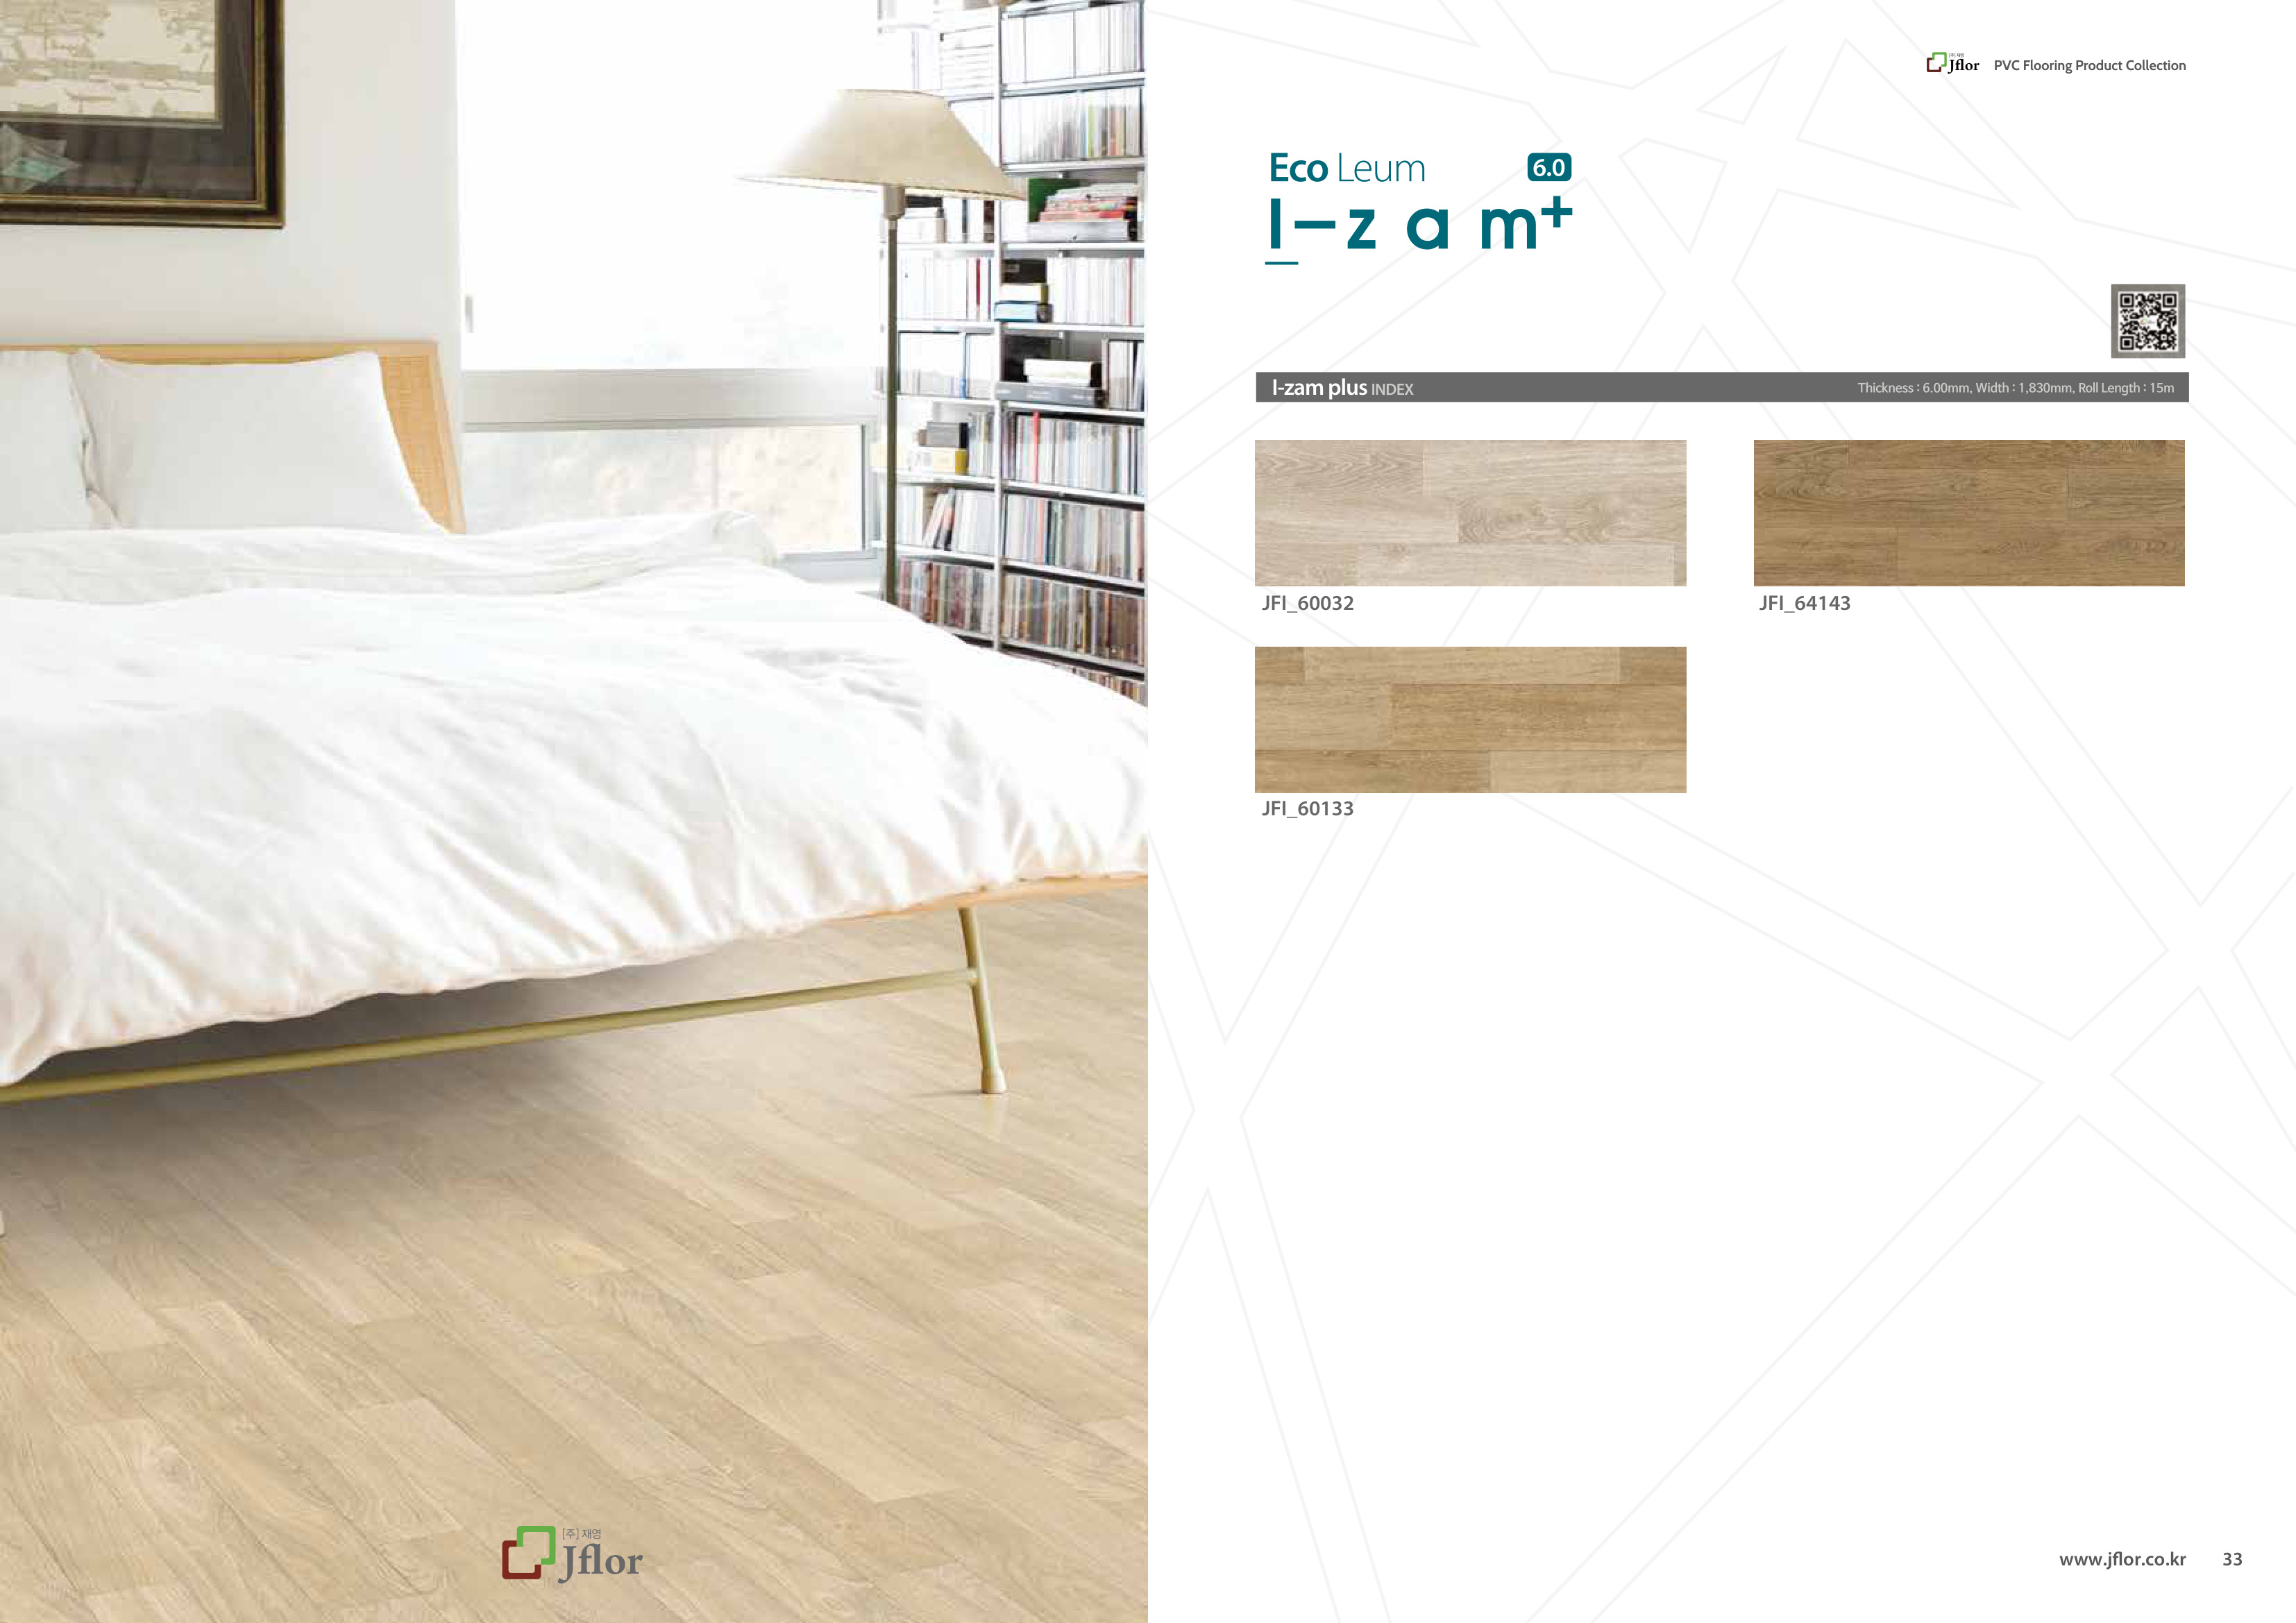 [주] 재영
Jflor
Jflor PVC Flooring Product Collection
Eco Leum 6.0
I-zam+
I-zam plus INDEX
Thickness : 6.00mm, Width : 1,830mm, Roll Length : 15m
JFI_60032
JFI_64143
JFI_60133
www.jflor.co.kr 33